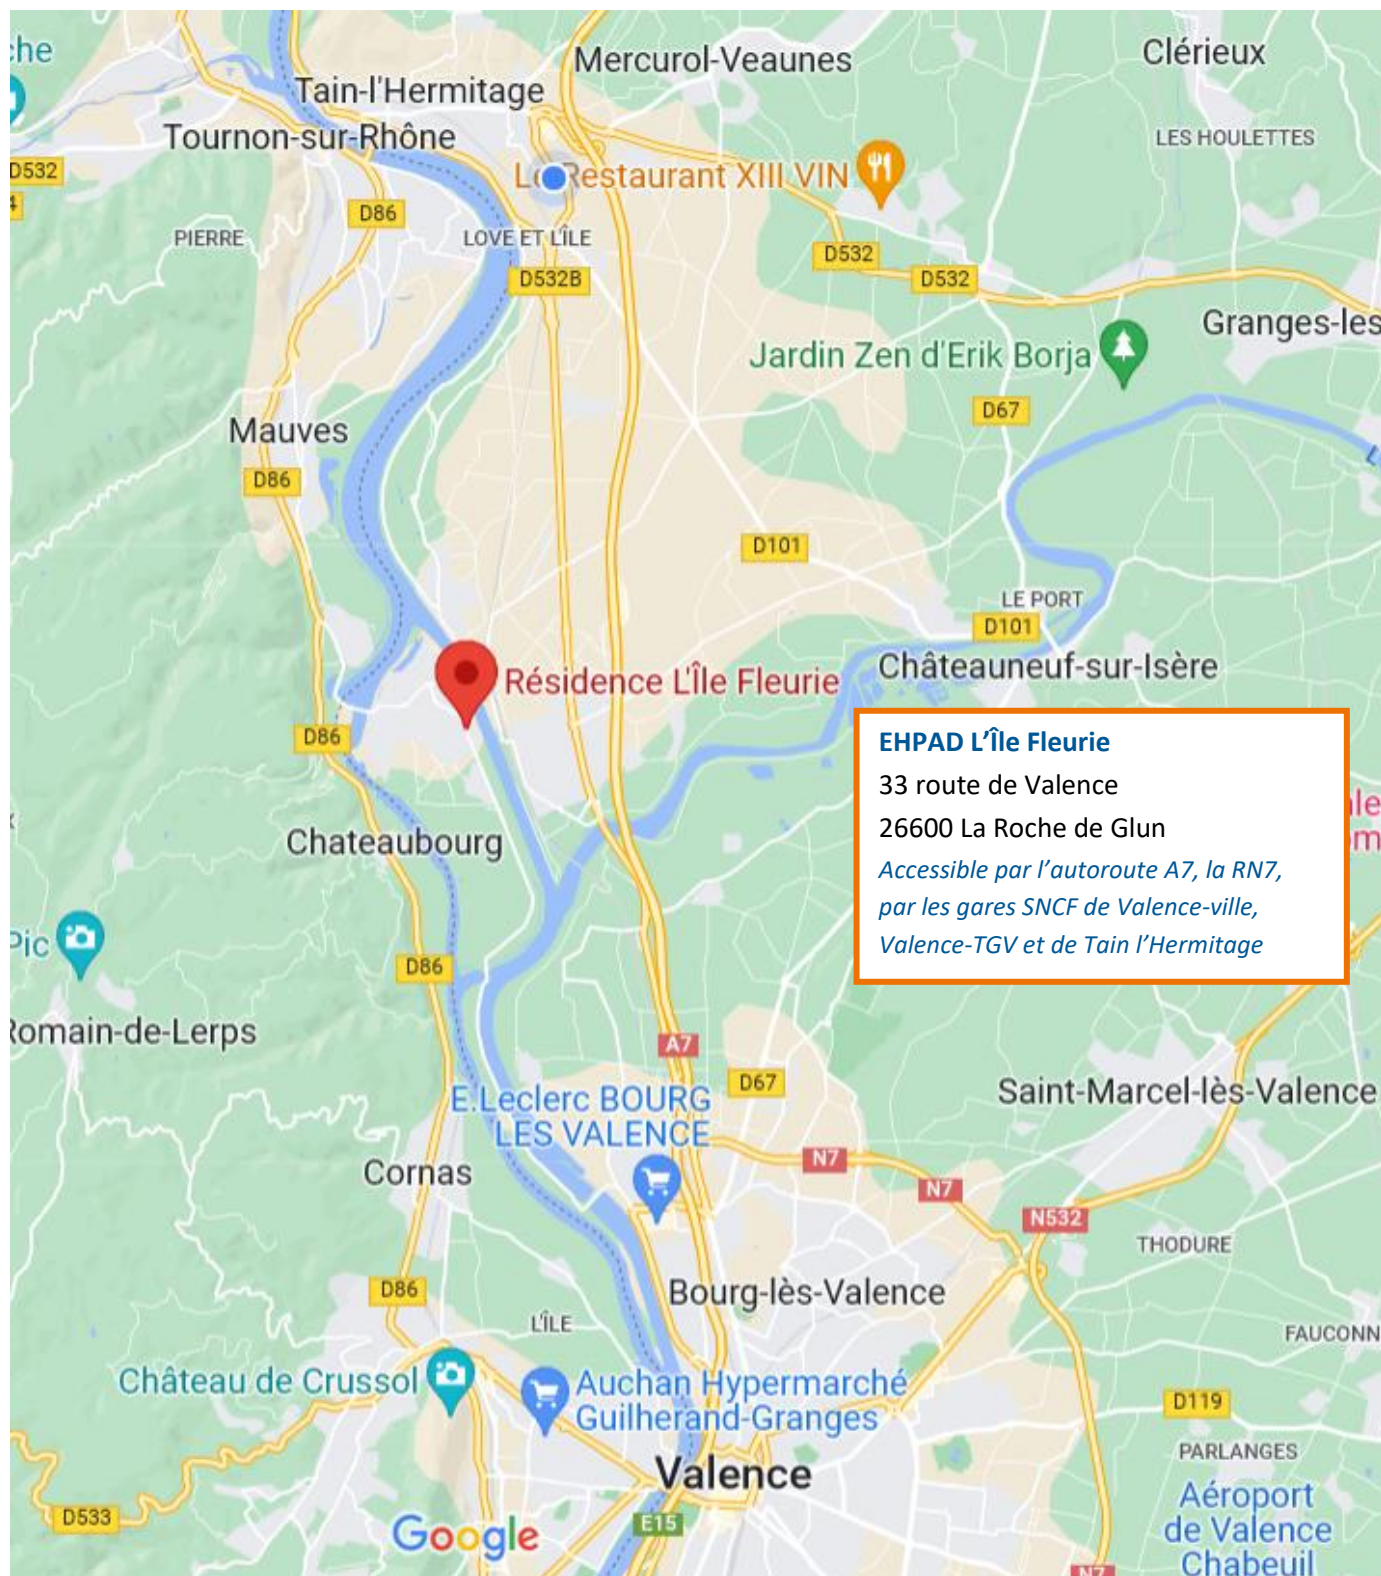 che
Mercurol-Veaunes
Clérieux
Tain-l'Hermitage
Tournon-sur-Rhône
LES HOULETTES
D532
Le Restaurant XIII VIN
4
D86
PIERRE
LOVE ET L'ÎLE
D532
D532B
D532
Granges-les
Jardin Zen d'Erik Borja
D67
Mauves
D86
D101
LE PORT
D101
Châteauneuf-sur-Isère
Résidence L'Île Fleurie
D86
EHPAD L’Île Fleurie
33 route de Valence
26600 La Roche de Glun
Accessible par l’autoroute A7, la RN7,
par les gares SNCF de Valence-ville,
Valence-TGV et de Tain l’Hermitage
Chateaubourg
Pic
D86
Romain-de-Lerps
A7
D67
E.Leclerc BOURG
LES VALENCE
Saint-Marcel-lès-Valence
N7
Cornas
N7
N532
THODURE
D86
Bourg-lès-Valence
L'ÎLE
FAUCONN
Château de Crussol
Auchan Hypermarché
Guilherand-Granges
D119
PARLANGES
Valence
Aéroport
de Valence
Chabeuil
D533
Google
E15
N7